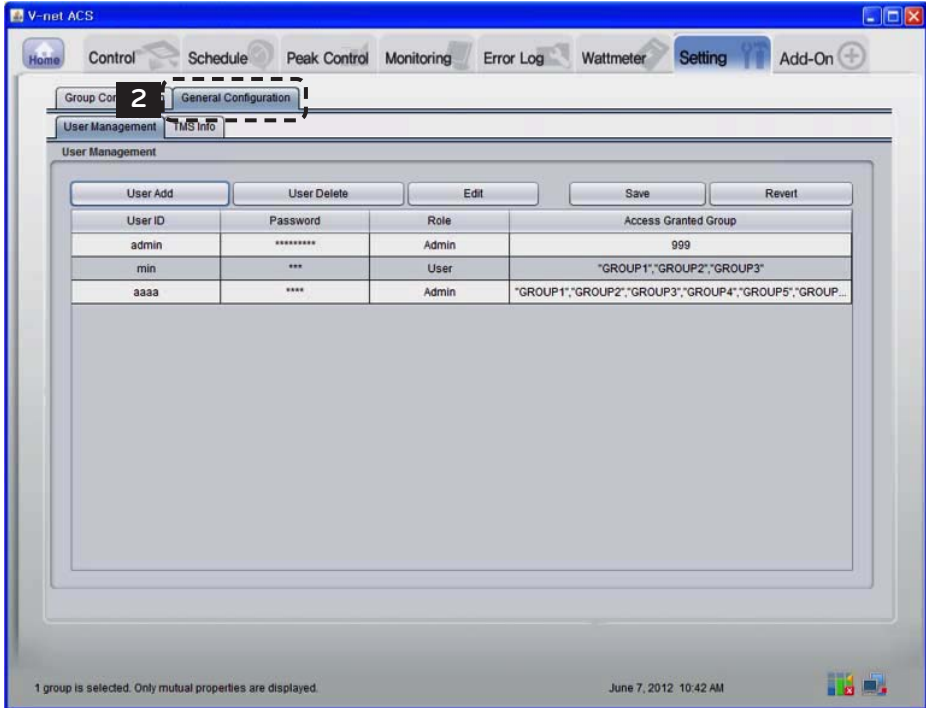 V-net ACS
Home Control Schedule Peak Control Monitoring Error Log Wattmeter Setting Add-On
Group Con 2 General Configuration
User Management TMS Info
User Management
User Add User Delete Edit Save Revert
User ID Password Role Access Granted Group
admin ********* Admin 999
min *** User "GROUP1","GROUP2","GROUP3"
aaaa **** Admin "GROUP1","GROUP2","GROUP3","GROUP4","GROUP5","GROUP...
1 group is selected. Only mutual properties are displayed. June 7, 2012 10:42 AM